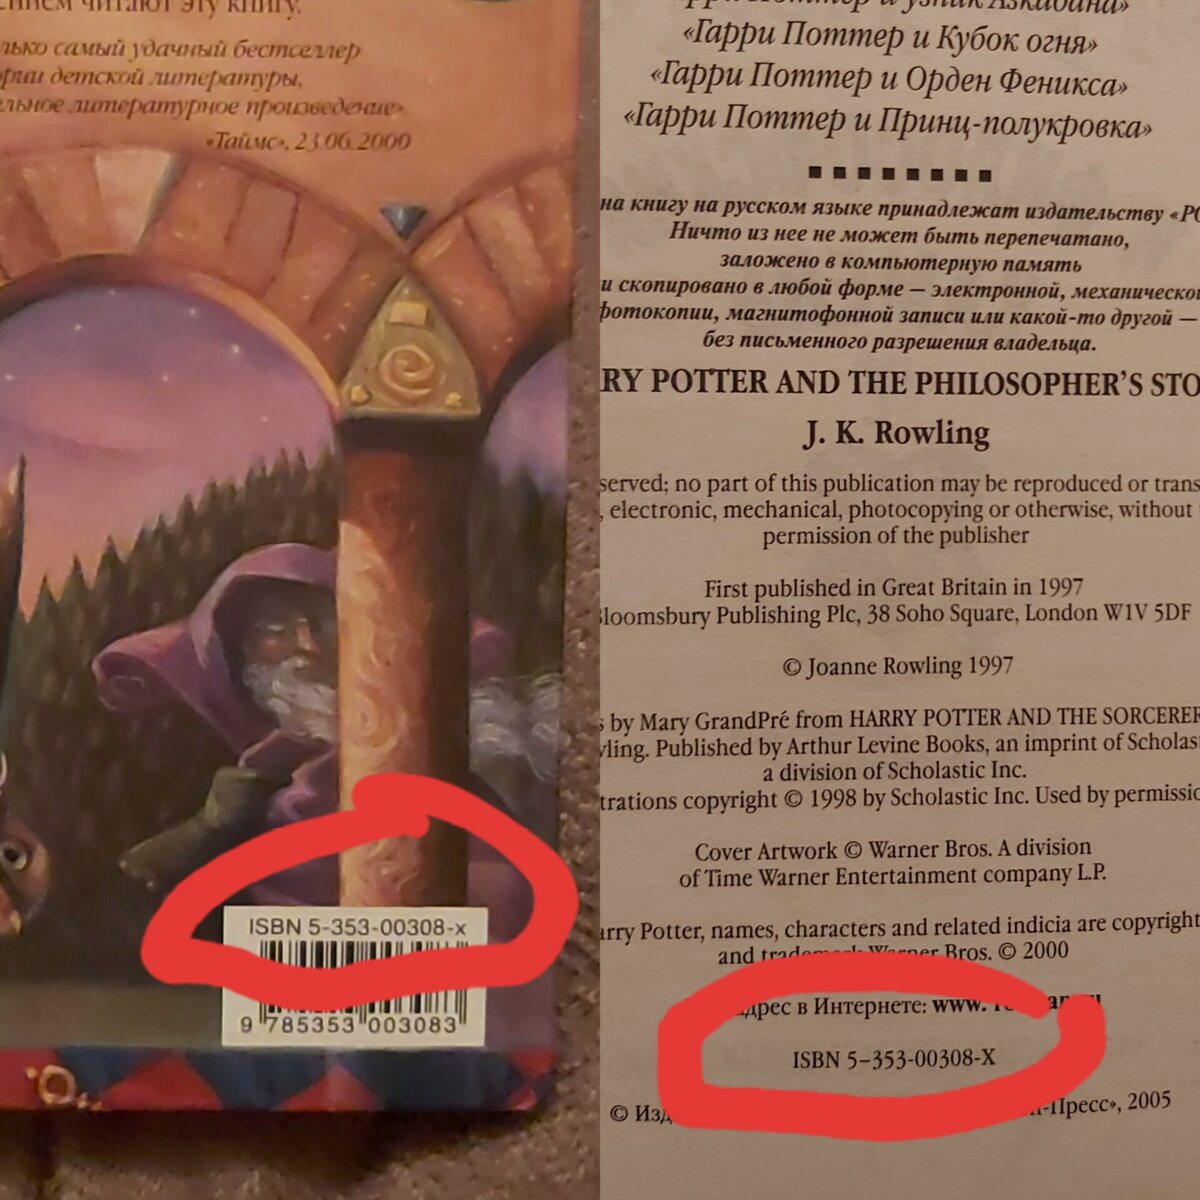 читают эту книгу.
самый удачный бестселлер
детской литературы,
литературное произведение».
«Таймс», 23.06.2000
ISBN 5-353-00308-x
9 785353 003083
«Гарри Поттер и Кубок огня»
«Гарри Поттер и Орден Феникса»
«Гарри Поттер и Принц-полукровка»
на книгу на русском языке принадлежат издательству
Ничто из нее не может быть перепечатано,
заложено в компьютерную память
и скопировано в любой форме — электронной, механической
фотокопии, магнитофонной записи или какой-то другой —
без письменного разрешения владельца.
RY POTTER AND THE PHILOSOPHER'S STO
J. K. Rowling
served; no part of this publication may be reproduced or trans
, electronic, mechanical, photocopying or otherwise, without
permission of the publisher
First published in Great Britain in 1997
Bloomsbury Publishing Plc, 38 Soho Square, London W1V 5DF
© Joanne Rowling 1997
s by Mary GrandPré from HARRY POTTER AND THE SORCERER
ling. Published by Arthur Levine Books, an imprint of Scholas
a division of Scholastic Inc.
trations copyright © 1998 by Scholastic Inc. Used by permissio
Cover Artwork © Warner Bros. A division
of Time Warner Entertainment company L.P.
arry Potter, names, characters and related indicia are copyright
and trademark Warner Bros. © 2000
дрес в Интернете: www.
ISBN 5-353-00308-X
© Из -Пресс», 2005